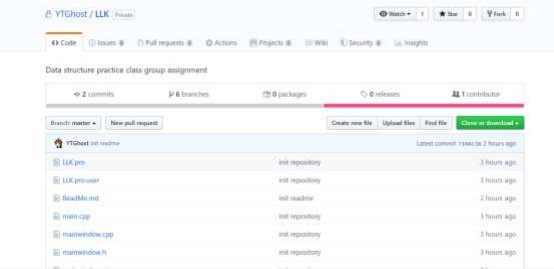 YTGhost / LLK Private
Watch 1 Star 0 Fork 0
Code Issues 0 Pull requests 0 Actions Projects 0 Wiki Security 0 Insights
Data structure practice class group assignment
2 commits 6 branches 0 packages 0 releases 1 contributor
Branch: master New pull request Create new file Upload files Find file Clone or download
YTGhost init readme Latest commit 2 hours ago
LLK.pro init repository 3 hours ago
LLK.pro.user init repository 3 hours ago
ReadMe.md init readme 2 hours ago
main.cpp init repository 3 hours ago
mainwindow.cpp init repository 3 hours ago
mainwindow.h init repository 3 hours ago